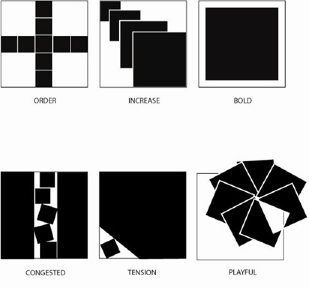 ORDER
INCREASE
BOLD
CONGESTED
TENSION
PLAYFUL